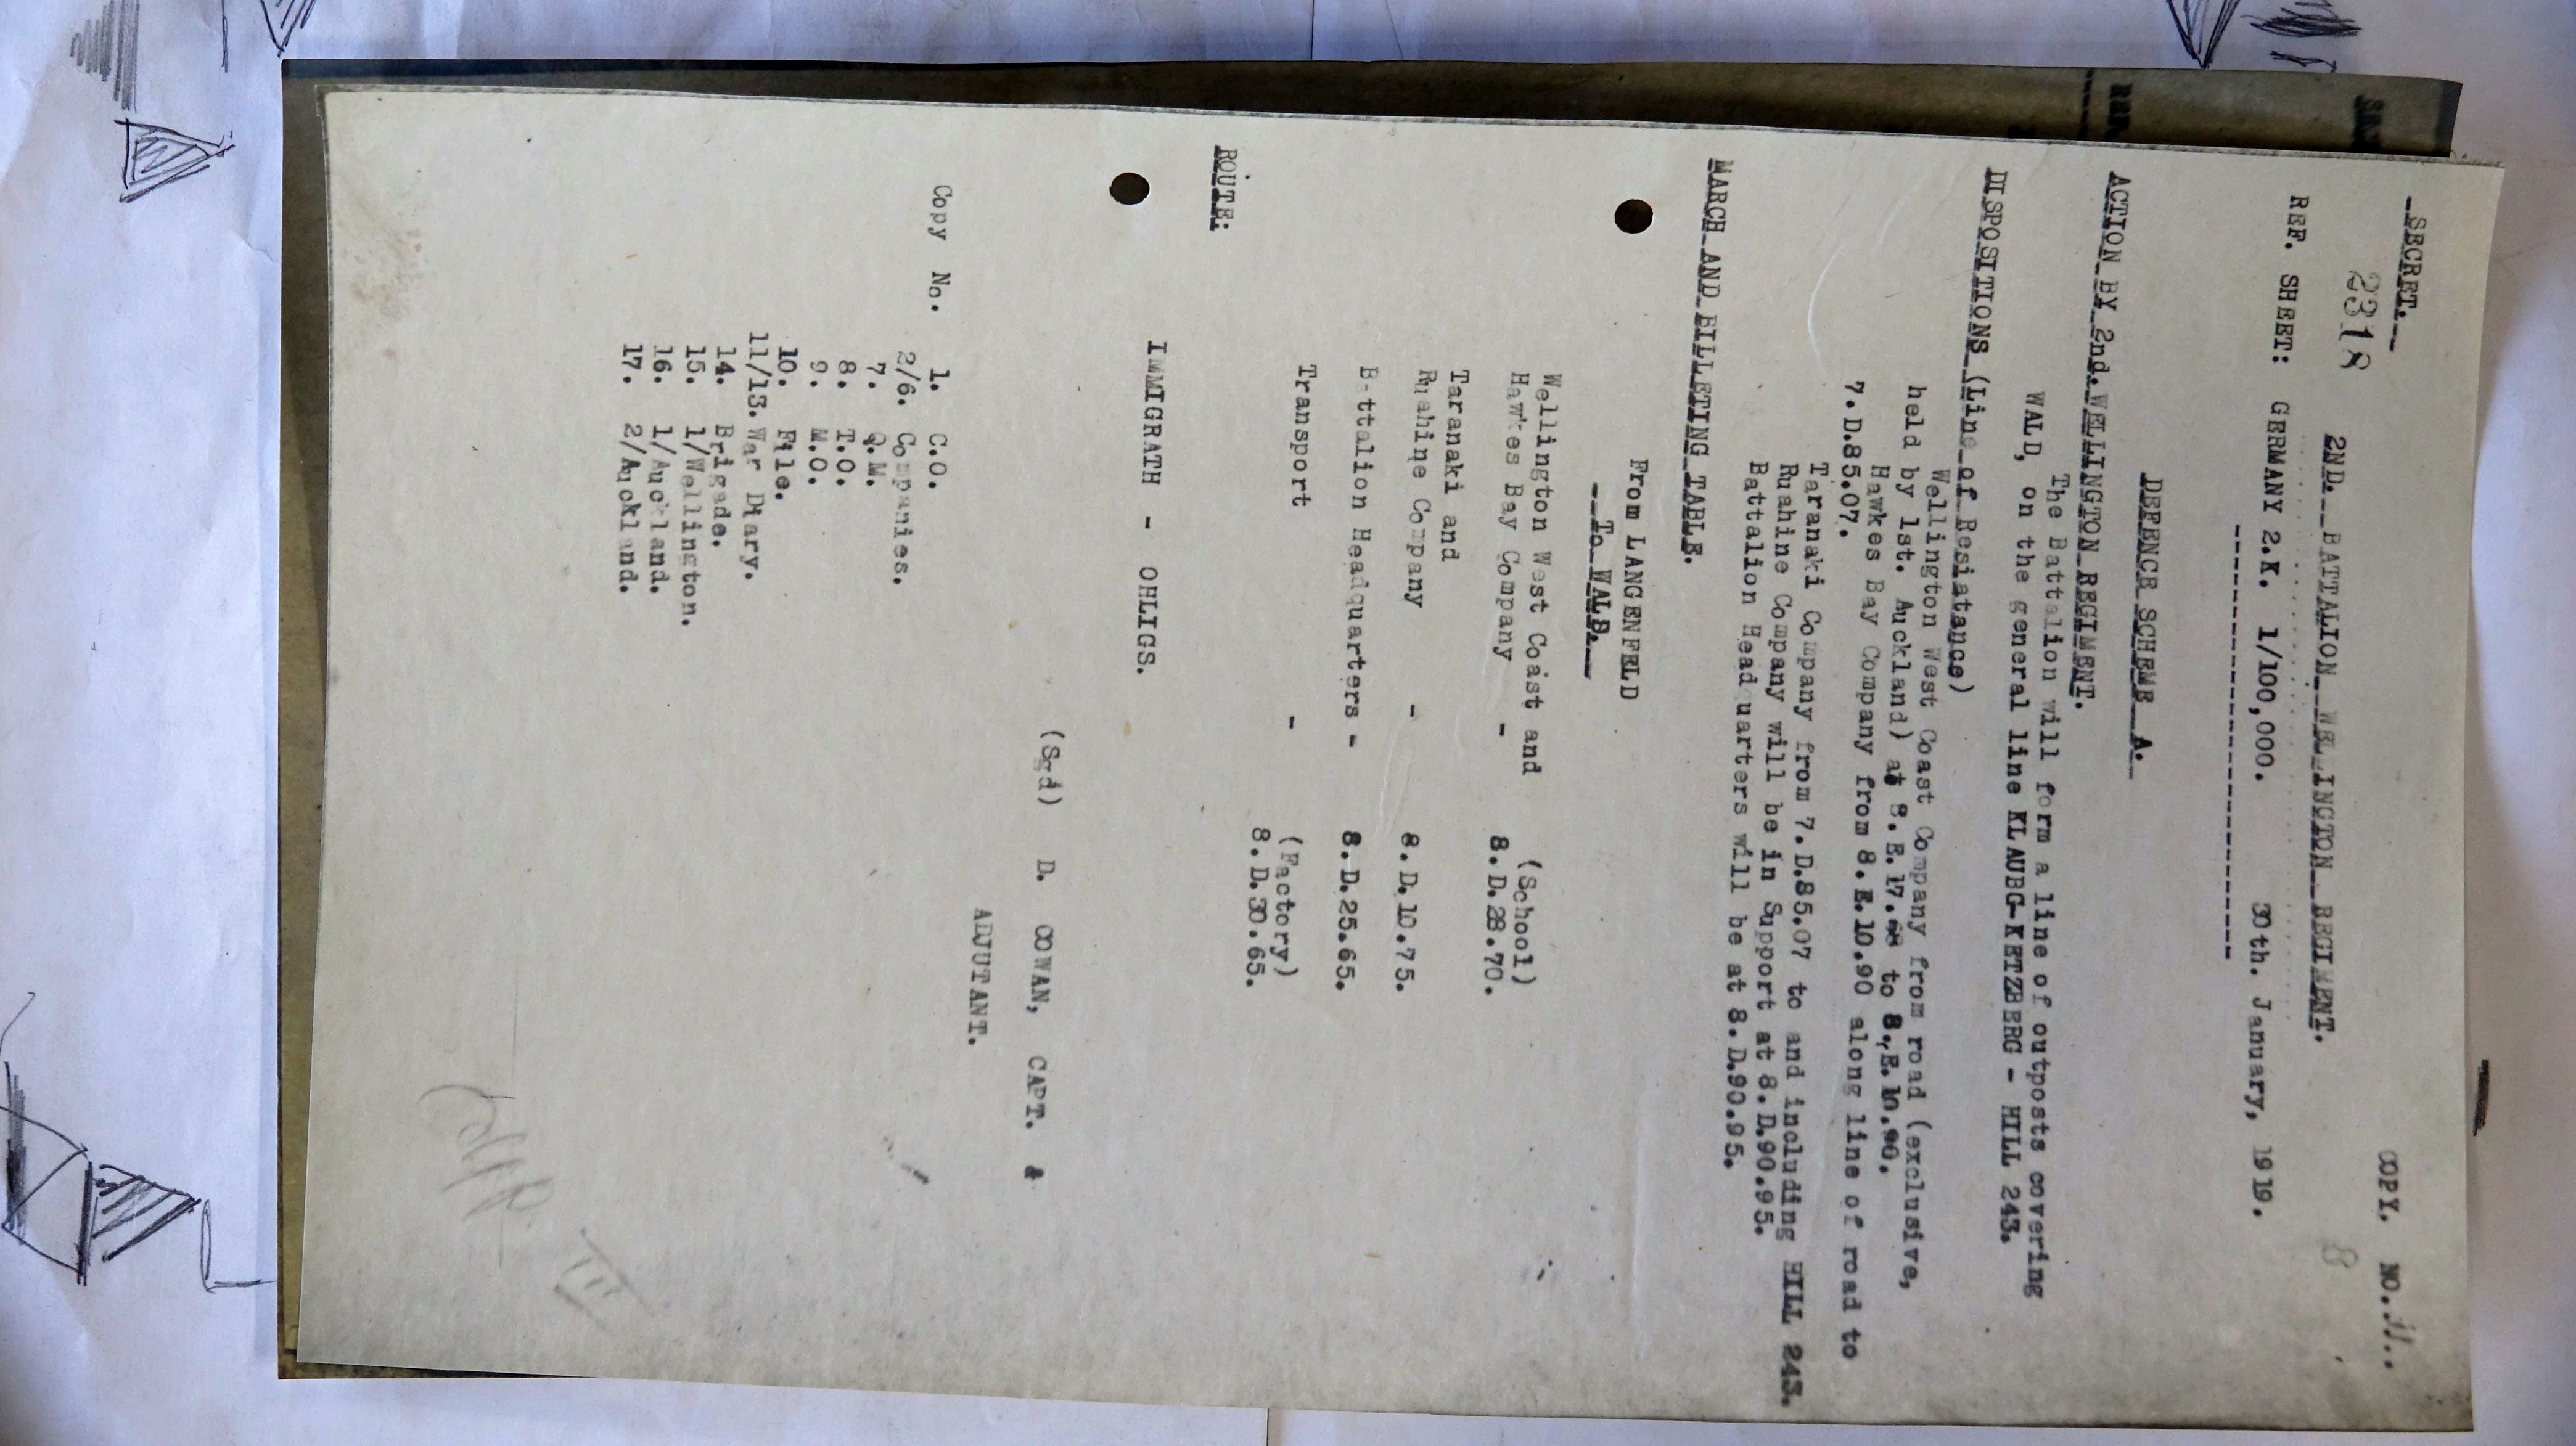 SECRET.
COPY. NO. 11..
2318
2ND. BATTALION WELLINGTON REGIMENT.
8
REF. SHEET: GERMANY 2.K. 1/100,000. 30th. January, 1919.
DEFENCE SCHEME A.
ACTION BY 2nd. WELLINGTON REGIMENT.
The Battalion will form a line of outposts covering
WALD, on the general line KLAUBG-KETZBERG - HILL 243.
DISPOSITIONS (Line of Resistance)
Wellington West Coast Company from road (exclusive,
held by 1st. Auckland) at 8.E.17.68 to 8.E.10.90.
Hawkes Bay Company from 8.E.10.90 along line of road to
7.D.85.07.
Taranaki Company from 7.D.85.07 to and including HILL 243.
Ruahine Company will be in Support at 8.D.90.95.
Battalion Headquarters will be at 8.D.90.95.
MARCH AND BILLETING TABLE.
From LANGENFELD
To WALD.
Wellington West Coast and (School)
Hawkes Bay Company - 8.D.28.70.
Taranaki and
Ruahine Company - 8.D.10.75.
B-ttalion Headquarters - 8.D.25.65.
Transport - (Factory)
8.D.30.65.
ROUTE:
IMMIGRATH - OHLIGS.
(Sgd) D. COWAN, CAPT. &
ADJUTANT.
Copy No. 1. C.O.
2/6. Companies.
7. Q.M.
8. T.O.
9. M.O.
10. File.
11/13. War Diary.
14. Brigade.
15. 1/Wellington.
16. 1/Auckland.
17. 2/Auckland.
App III
REF.